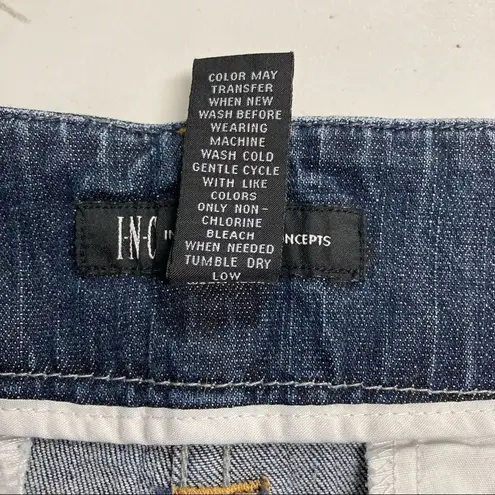 COLOR MAY
TRANSFER
WHEN NEW
WASH BEFORE
WEARING
MACHINE
WASH COLD
GENTLE CYCLE
WITH LIKE
COLORS
ONLY NON-
CHLORINE
BLEACH
WHEN NEEDED
TUMBLE DRY
LOW
I·N·C IN NCEPTS